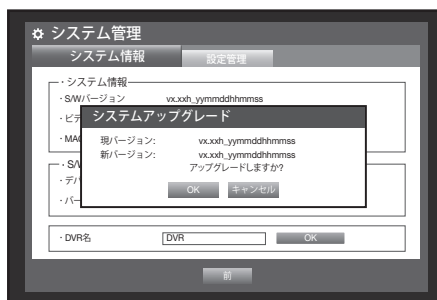 システム管理
システム情報
設定管理
・システム情報
・S/Wバージョン vx.xxh_yymmddhhmmss
・ビデ
システムアップグレード
・MAC
現バージョン: vx.xxh_yymmddhhmmss
新バージョン: vx.xxh_yymmddhhmmss
アップグレードしますか?
・S/
・デバ
OK キャンセル
・バー
・DVR名 DVR OK
前